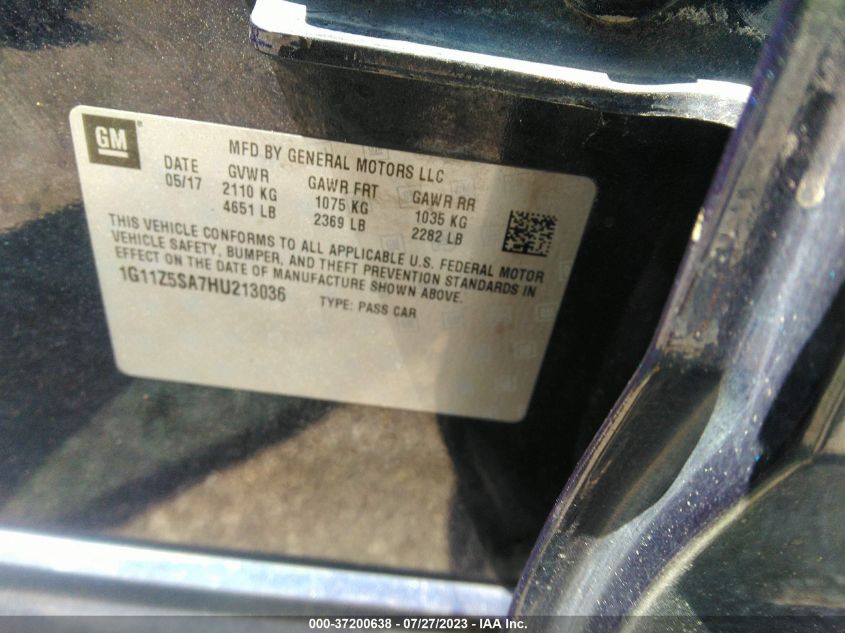 GM
MFD BY GENERAL MOTORS LLC
DATE GVWR GAWR FRT GAWR RR
05/17 2110 KG 1075 KG 1035 KG
4651 LB 2369 LB 2282 LB
THIS VEHICLE CONFORMS TO ALL APPLICABLE U.S. FEDERAL MOTOR
VEHICLE SAFETY, BUMPER, AND THEFT PREVENTION STANDARDS IN
EFFECT ON THE DATE OF MANUFACTURE SHOWN ABOVE.
1G11Z5SA7HU213036 TYPE: PASS CAR
000-37200638 - 07/27/2023 - IAA Inc.